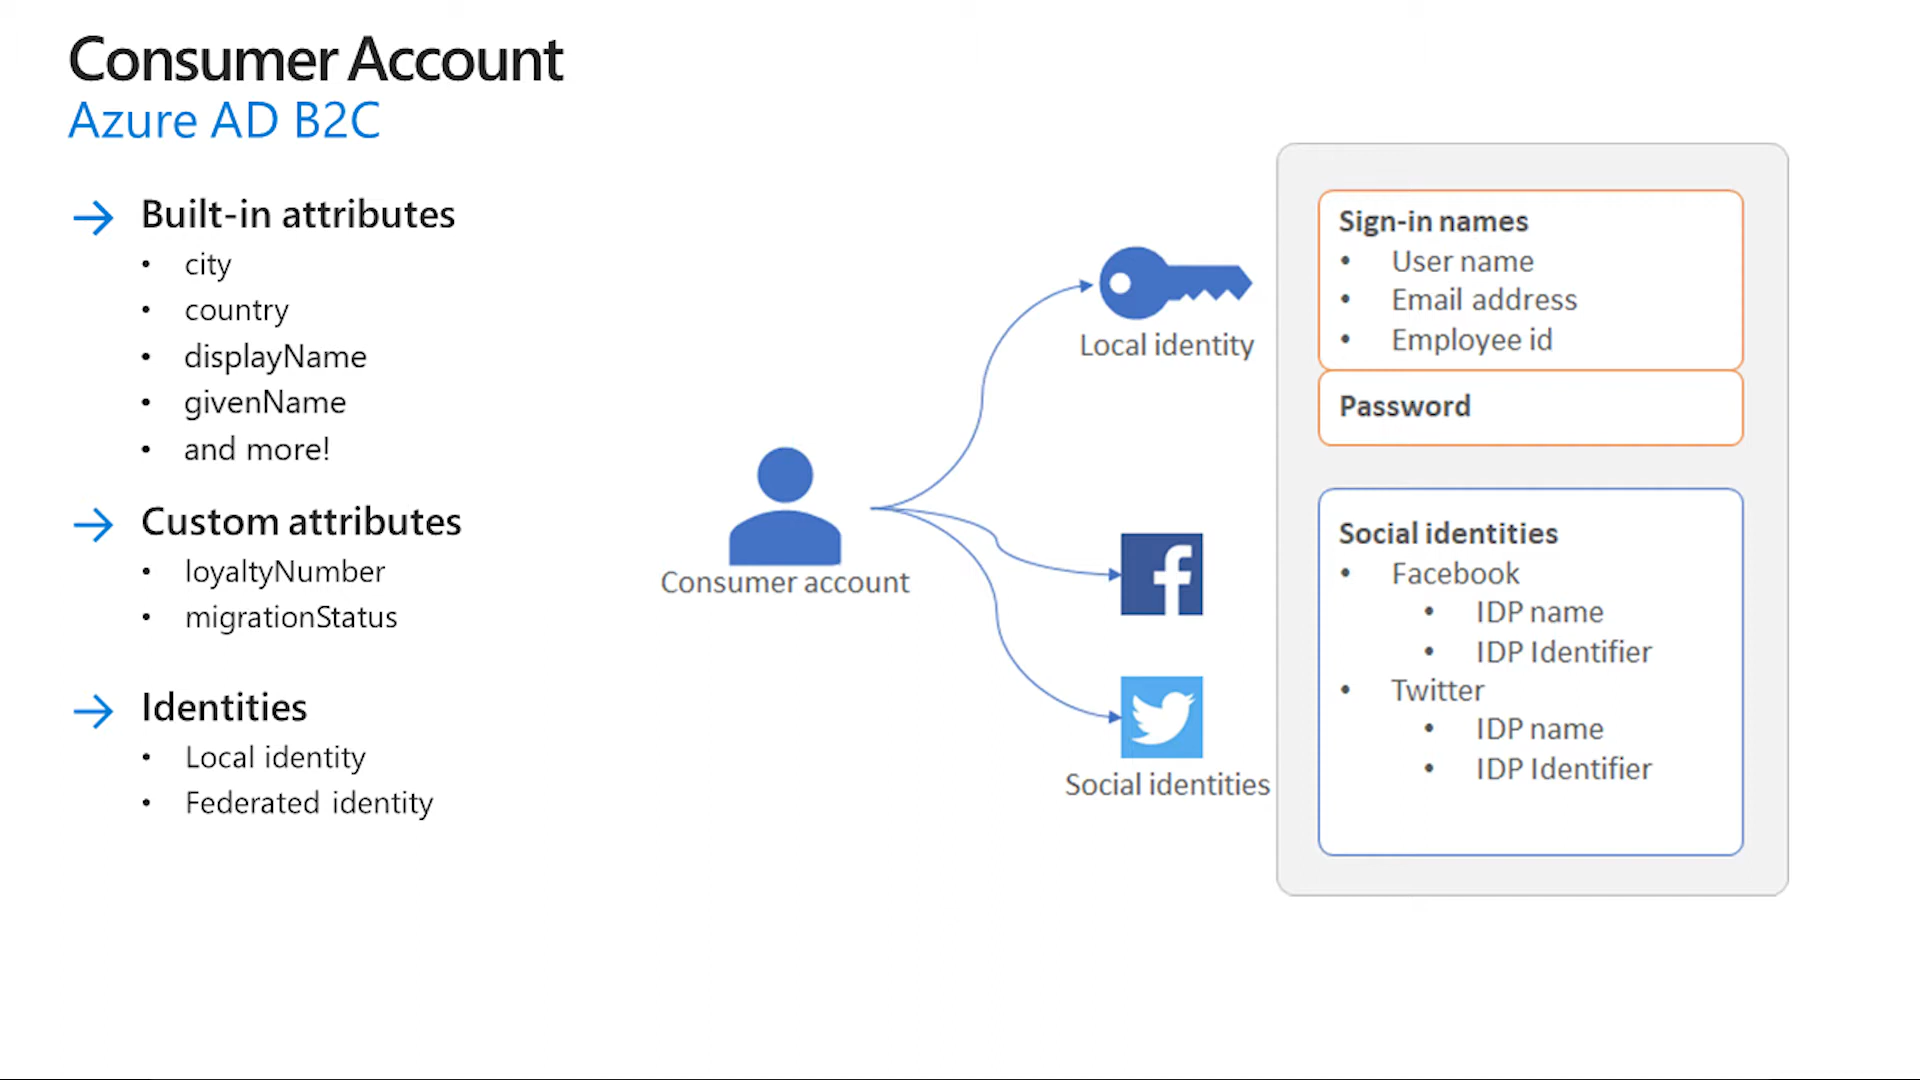 Consumer Account
Azure AD B2C
Built-in attributes
• city
• country
• displayName
• givenName
• and more!
Custom attributes
• loyaltyNumber
• migrationStatus
Identities
• Local identity
• Federated identity
Consumer account
Local identity
Social identities
Sign-in names
• User name
• Email address
• Employee id
Password
Social identities
• Facebook
• IDP name
• IDP Identifier
• Twitter
• IDP name
• IDP Identifier